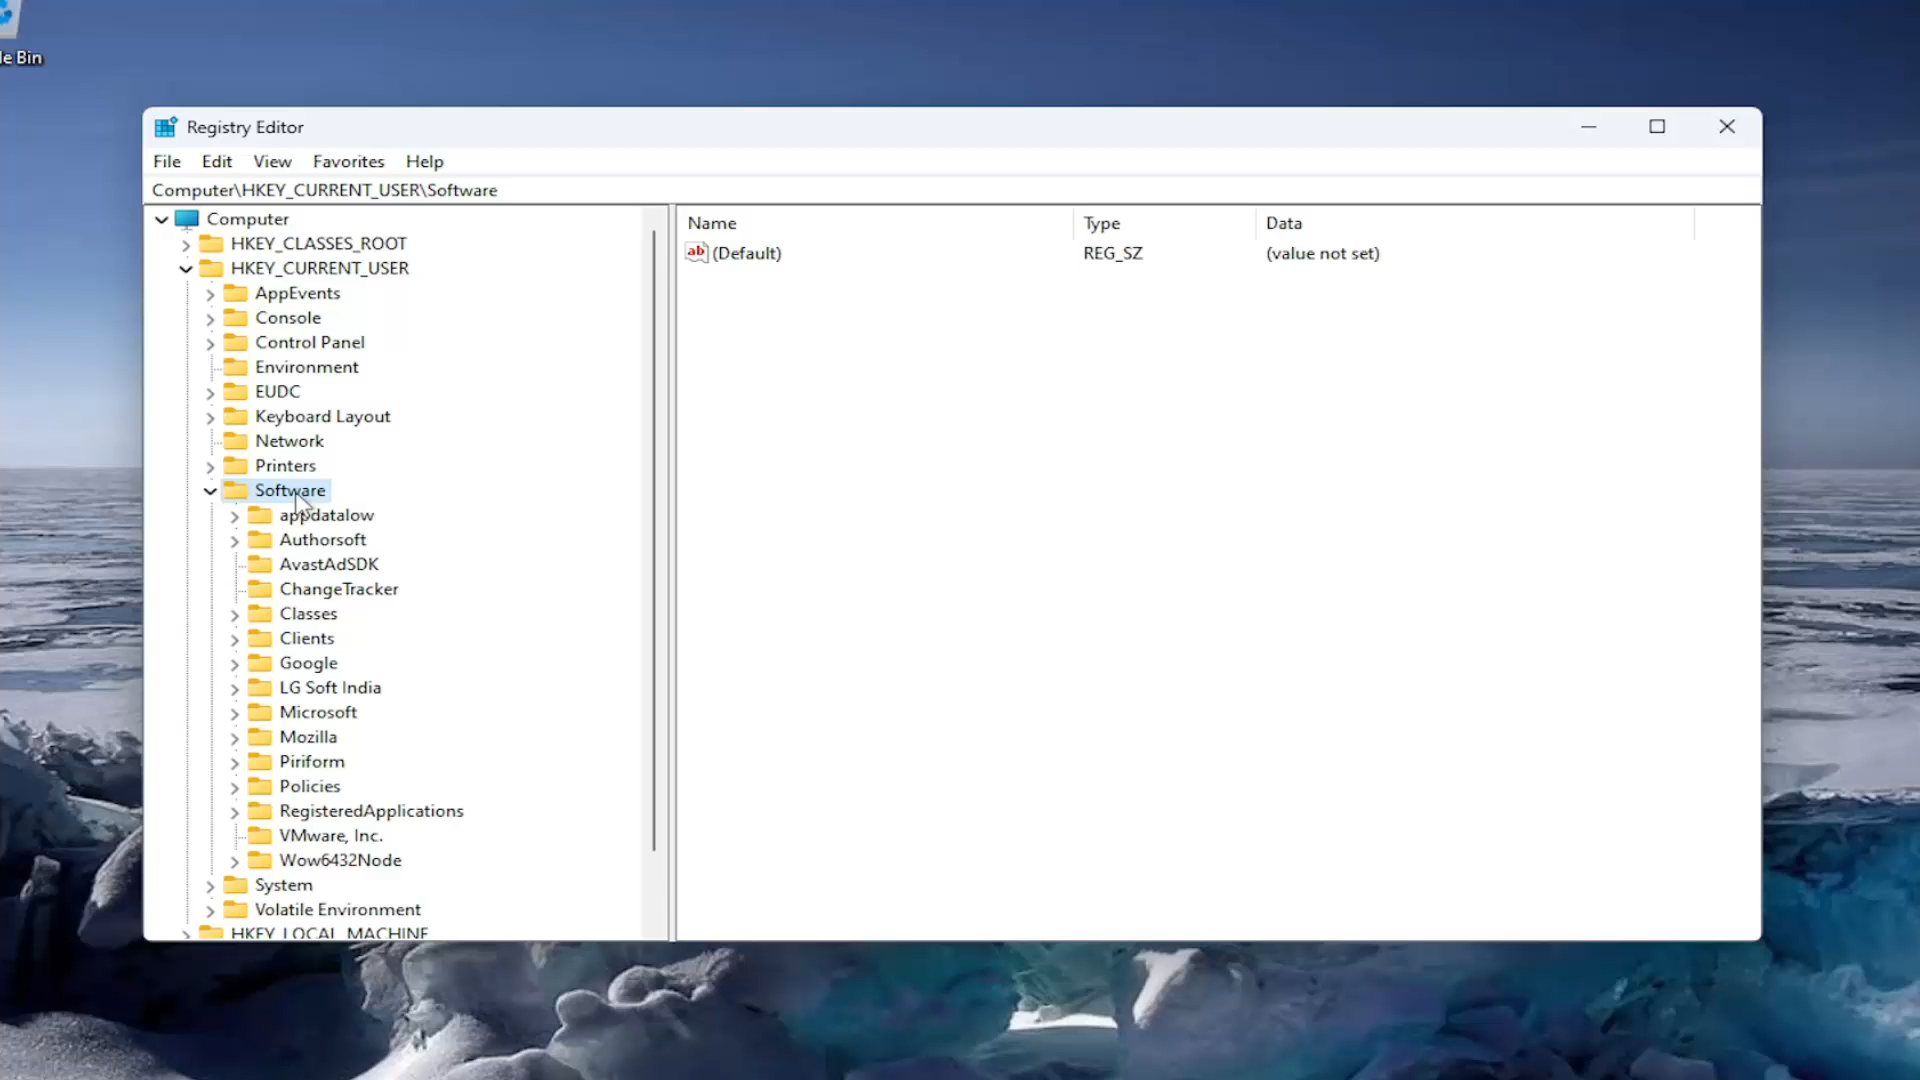 le Bin
Registry Editor
File Edit View Favorites Help
Computer\HKEY_CURRENT_USER\Software
Computer
HKEY_CLASSES_ROOT
HKEY_CURRENT_USER
AppEvents
Console
Control Panel
Environment
EUDC
Keyboard Layout
Network
Printers
Software
appdatalow
Authorsoft
AvastAdSDK
ChangeTracker
Classes
Clients
Google
LG Soft India
Microsoft
Mozilla
Piriform
Policies
RegisteredApplications
VMware, Inc.
Wow6432Node
System
Volatile Environment
HKEY_LOCAL_MACHINE
Name Type Data
ab (Default) REG_SZ (value not set)